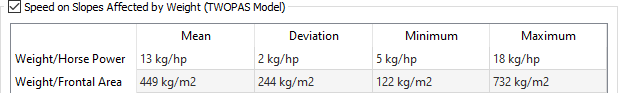 Speed on Slopes Affected by Weight (TWOPAS Model)
Mean Deviation Minimum Maximum
Weight/Horse Power 13 kg/hp 2 kg/hp 5 kg/hp 18 kg/hp
Weight/Frontal Area 449 kg/m2 244 kg/m2 122 kg/m2 732 kg/m2